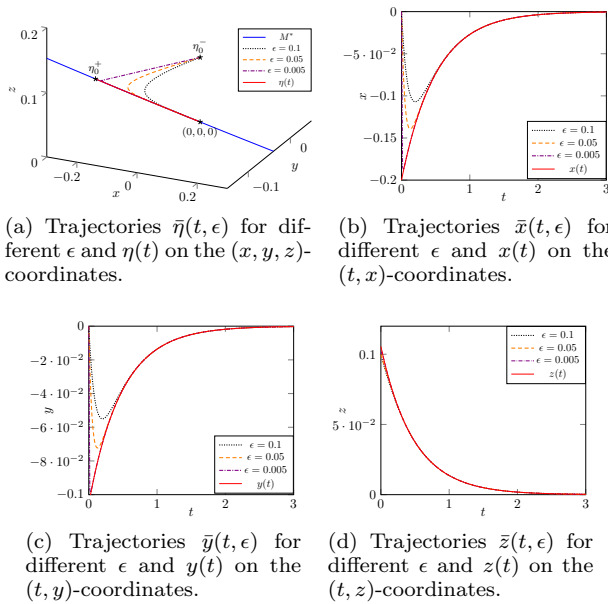 0.2
0.1
0
z
−0.2
0
0.2
x
−0.1
0
y
η₀⁺
η₀⁻
(0, 0, 0)
M*
ϵ = 0.1
ϵ = 0.05
ϵ = 0.005
η(t)
(a) Trajectories η̄(t, ϵ) for dif-
ferent ϵ and η(t) on the (x, y, z)-
coordinates.
−5 · 10⁻²
−0.1
−0.15
−0.2
x
0
1
2
3
t
ϵ = 0.1
ϵ = 0.05
ϵ = 0.005
x(t)
(b) Trajectories x̄(t, ϵ) for
different ϵ and x(t) on the
(t, x)-coordinates.
0
−2 · 10⁻²
−4 · 10⁻²
−6 · 10⁻²
−8 · 10⁻²
−0.1
y
0
1
2
3
t
ϵ = 0.1
ϵ = 0.05
ϵ = 0.005
y(t)
(c) Trajectories ȳ(t, ϵ) for
different ϵ and y(t) on the
(t, y)-coordinates.
0.1
5 · 10⁻²
0
z
0
1
2
3
t
ϵ = 0.1
ϵ = 0.05
ϵ = 0.005
z(t)
(d) Trajectories z̄(t, ϵ) for
different ϵ and z(t) on the
(t, z)-coordinates.